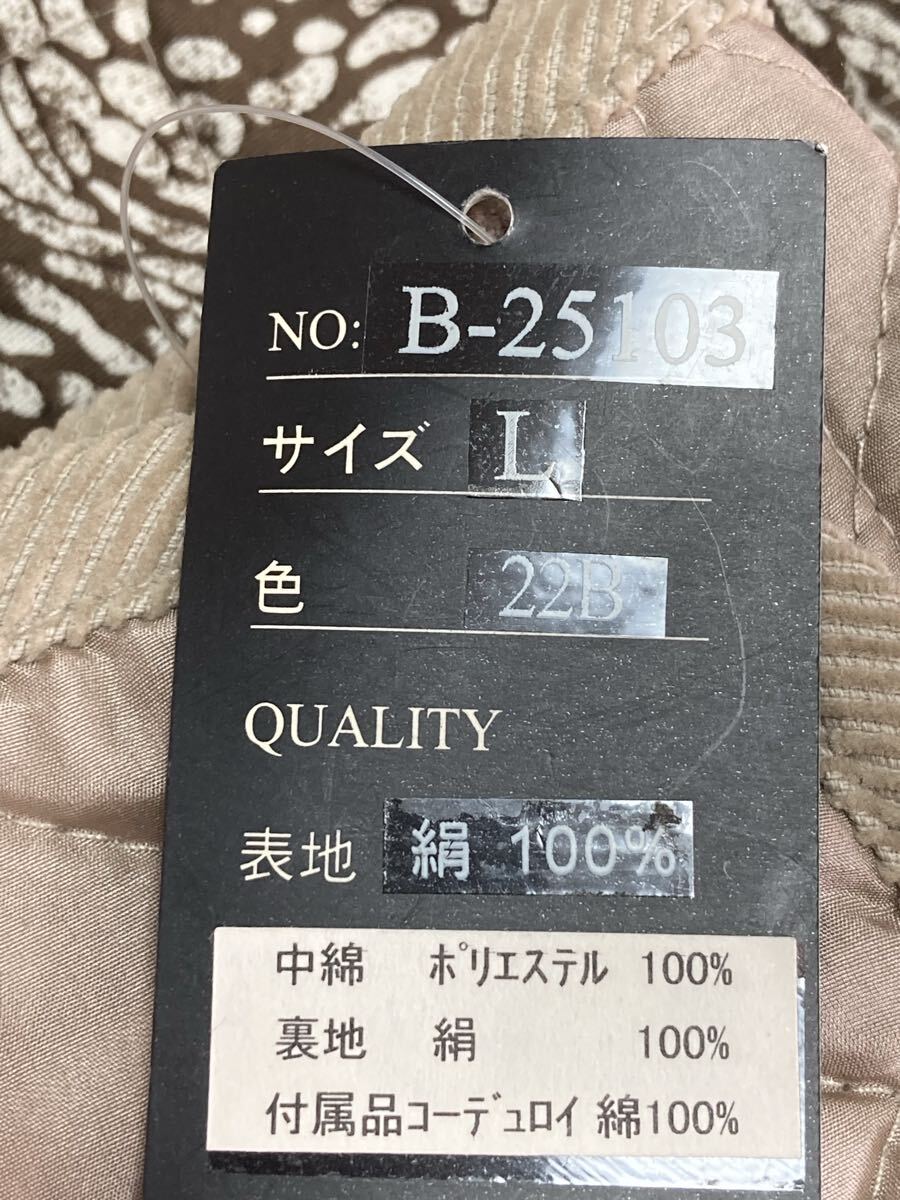 NO: B-25103
サイズ L
色 22B
QUALITY
表地 絹 100%
中綿 ポリエステル 100%
裏地 絹 100%
付属品コーデュロイ 綿100%